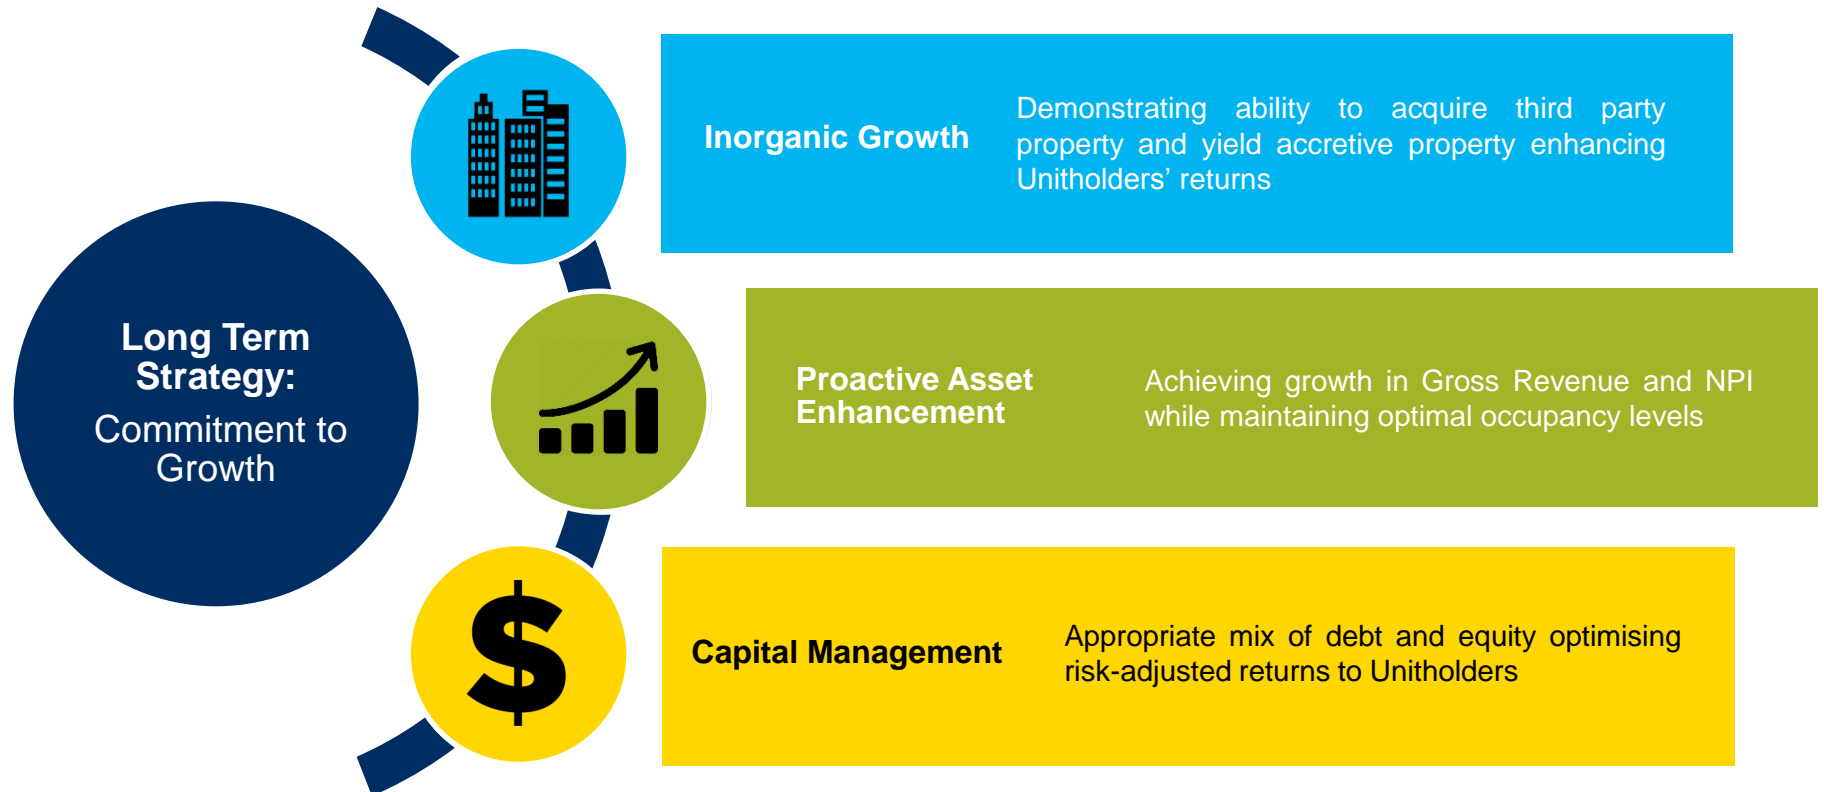 Long Term
Strategy:
Commitment to
Growth
Inorganic Growth
Demonstrating ability to acquire third party
property and yield accretive property enhancing
Unitholders’ returns
Proactive Asset
Enhancement
Achieving growth in Gross Revenue and NPI
while maintaining optimal occupancy levels
$
Capital Management
Appropriate mix of debt and equity optimising
risk-adjusted returns to Unitholders